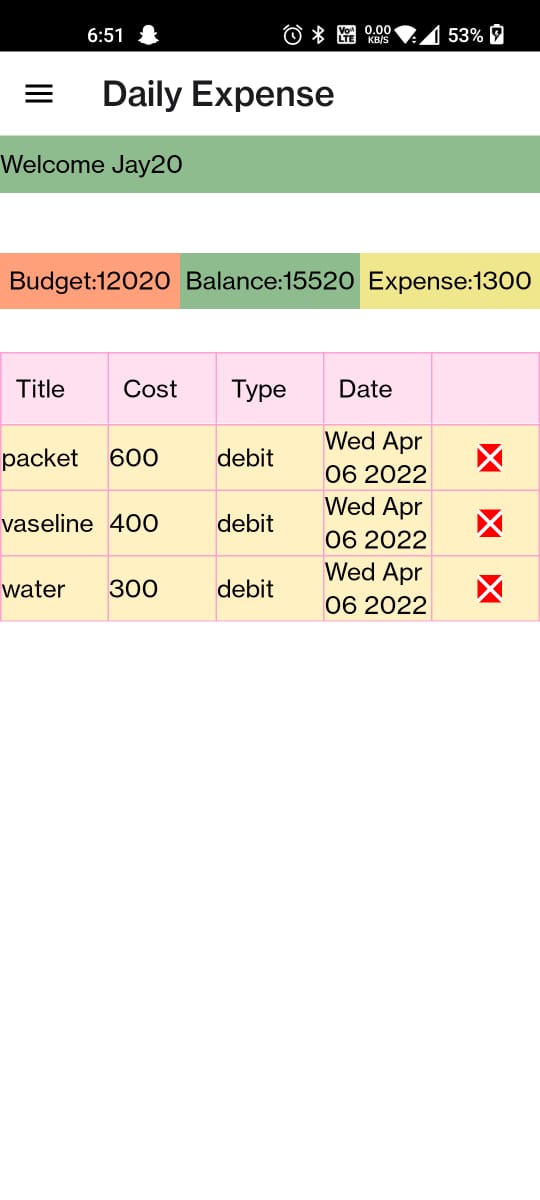 6:51 Vo» LTE 0.00 KB/S 53%
Daily Expense
Welcome Jay20
Budget:12020 Balance:15520 Expense:1300
Title Cost Type Date
packet 600 debit Wed Apr 06 2022
vaseline 400 debit Wed Apr 06 2022
water 300 debit Wed Apr 06 2022